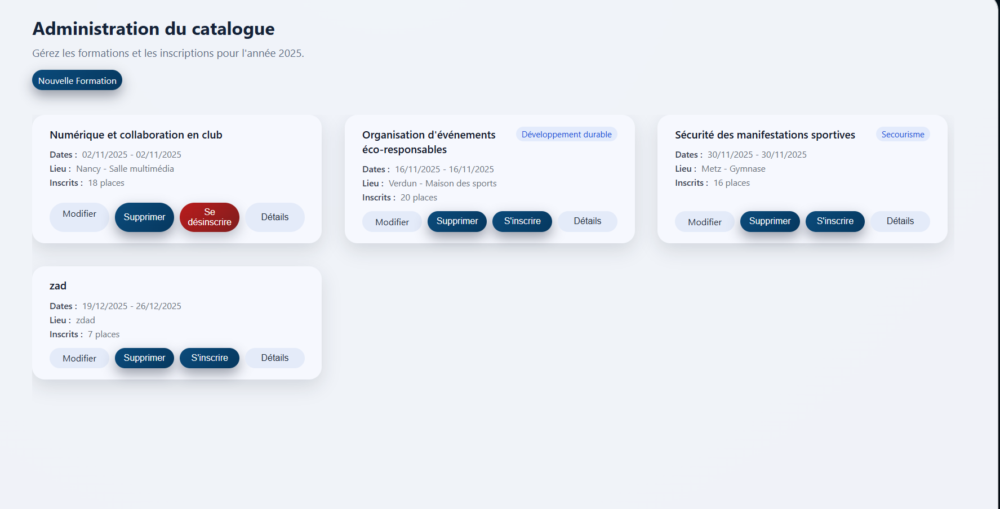 Administration du catalogue
Gérez les formations et les inscriptions pour l'année 2025.
Nouvelle Formation
Numérique et collaboration en club
Dates : 02/11/2025 - 02/11/2025
Lieu : Nancy - Salle multimédia
Inscrits : 18 places
Modifier
Supprimer
Se
désinscrire
Détails
Organisation d'événements
éco-responsables
Développement durable
Dates : 16/11/2025 - 16/11/2025
Lieu : Verdun - Maison des sports
Inscrits : 20 places
Modifier
Supprimer
S'inscrire
Détails
Sécurité des manifestations sportives
Secourisme
Dates : 30/11/2025 - 30/11/2025
Lieu : Metz - Gymnase
Inscrits : 16 places
Modifier
Supprimer
S'inscrire
Détails
zad
Dates : 19/12/2025 - 26/12/2025
Lieu : zdad
Inscrits : 7 places
Modifier
Supprimer
S'inscrire
Détails